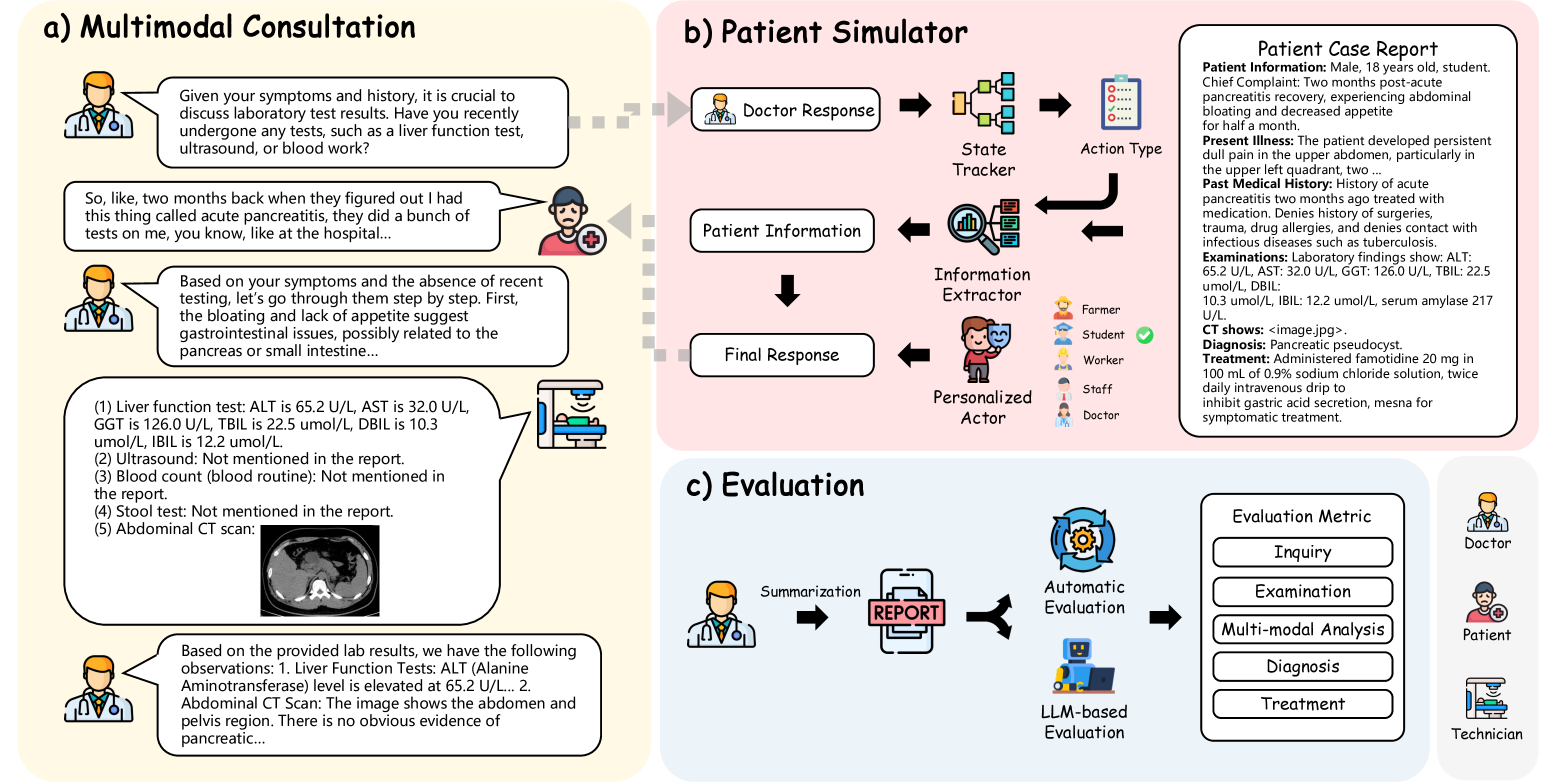 a) Multimodal Consultation
Given your symptoms and history, it is crucial to
discuss laboratory test results. Have you recently
undergone any tests, such as a liver function test,
ultrasound, or blood work?
So, like, two months back when they figured out I had
this thing called acute pancreatitis, they did a bunch of
tests on me, you know, like at the hospital...
Based on your symptoms and the absence of recent
testing, let's go through them step by step. First,
the bloating and lack of appetite suggest
gastrointestinal issues, possibly related to the
pancreas or small intestine...
(1) Liver function test: ALT is 65.2 U/L, AST is 32.0 U/L,
GGT is 126.0 U/L, TBIL is 22.5 umol/L, DBIL is 10.3
umol/L, IBIL is 12.2 umol/L.
(2) Ultrasound: Not mentioned in the report.
(3) Blood count (blood routine): Not mentioned in
the report.
(4) Stool test: Not mentioned in the report.
(5) Abdominal CT scan:
Based on the provided lab results, we have the following
observations: 1. Liver Function Tests: ALT (Alanine
Aminotransferase) level is elevated at 65.2 U/L... 2.
Abdominal CT Scan: The image shows the abdomen and
pelvis region. There is no obvious evidence of
pancreatic...
b) Patient Simulator
Doctor Response
State
Tracker
Action Type
Patient Information
Information
Extractor
Final Response
Personalized
Actor
Farmer
Student
Worker
Staff
Doctor
Patient Case Report
Patient Information: Male, 18 years old, student.
Chief Complaint: Two months post-acute
pancreatitis recovery, experiencing abdominal
bloating and decreased appetite
for half a month.
Present Illness: The patient developed persistent
dull pain in the upper abdomen, particularly in
the upper left quadrant, two ...
Past Medical History: History of acute
pancreatitis two months ago treated with
medication. Denies history of surgeries,
trauma, drug allergies, and denies contact with
infectious diseases such as tuberculosis.
Examinations: Laboratory findings show: ALT:
65.2 U/L, AST: 32.0 U/L, GGT: 126.0 U/L, TBIL: 22.5
umol/L, DBIL:
10.3 umol/L, IBIL: 12.2 umol/L, serum amylase 217
U/L.
CT shows: <image.jpg>.
Diagnosis: Pancreatic pseudocyst.
Treatment: Administered famotidine 20 mg in
100 mL of 0.9% sodium chloride solution, twice
daily intravenous drip to
inhibit gastric acid secretion, mesna for
symptomatic treatment.
c) Evaluation
Summarization
REPORT
Automatic
Evaluation
LLM-based
Evaluation
Evaluation Metric
Inquiry
Examination
Multi-modal Analysis
Diagnosis
Treatment
Doctor
Patient
Technician